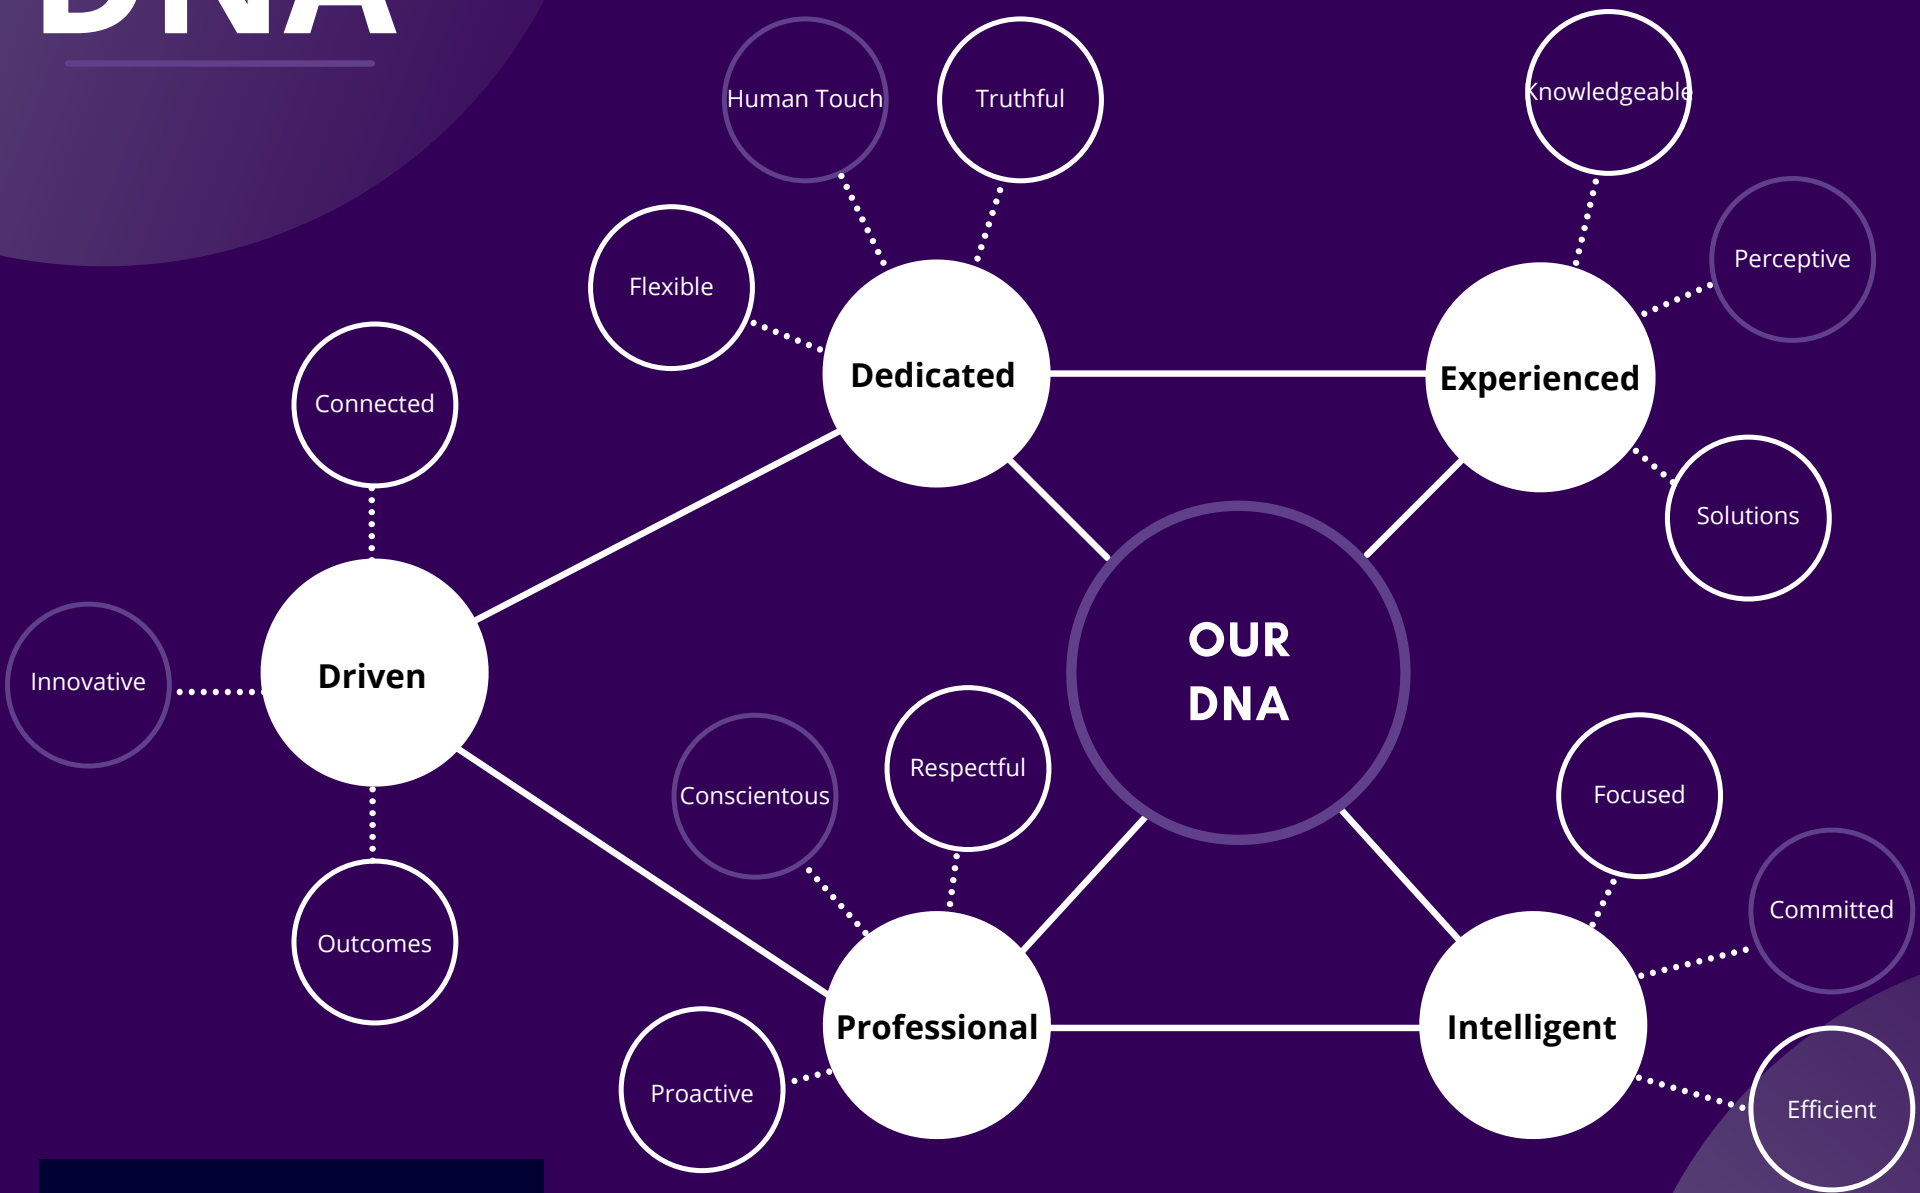 DNA
Human Touch
Truthful
Knowledgeable
Flexible
Perceptive
Connected
Dedicated
Experienced
Solutions
OUR
DNA
Innovative
Driven
Conscientous
Respectful
Focused
Outcomes
Committed
Professional
Intelligent
Proactive
Efficient